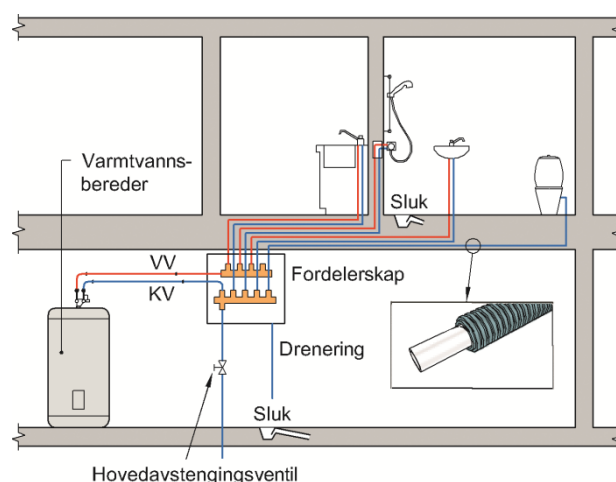 Varmtvanns-
bereder
Sluk
VV
KV
Fordelerskap
Drenering
Sluk
Hovedavstengingsventil